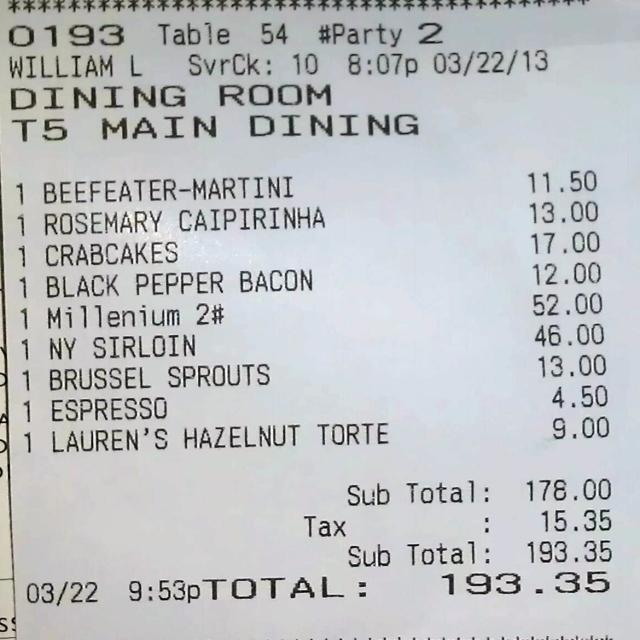 ******************************************
0193 Table 54 #Party 2
WILLIAM L SvrCk: 10 8:07p 03/22/13
DINING ROOM
T5 MAIN DINING
1 BEEFEATER-MARTINI 11.50
1 ROSEMARY CAIPIRINHA 13.00
1 CRABCAKES 17.00
1 BLACK PEPPER BACON 12.00
1 Millenium 2# 52.00
1 NY SIRLOIN 46.00
1 BRUSSEL SPROUTS 13.00
1 ESPRESSO 4.50
1 LAUREN'S HAZELNUT TORTE 9.00
Sub Total: 178.00
Tax : 15.35
Sub Total: 193.35
03/22 9:53pTOTAL: 193.35